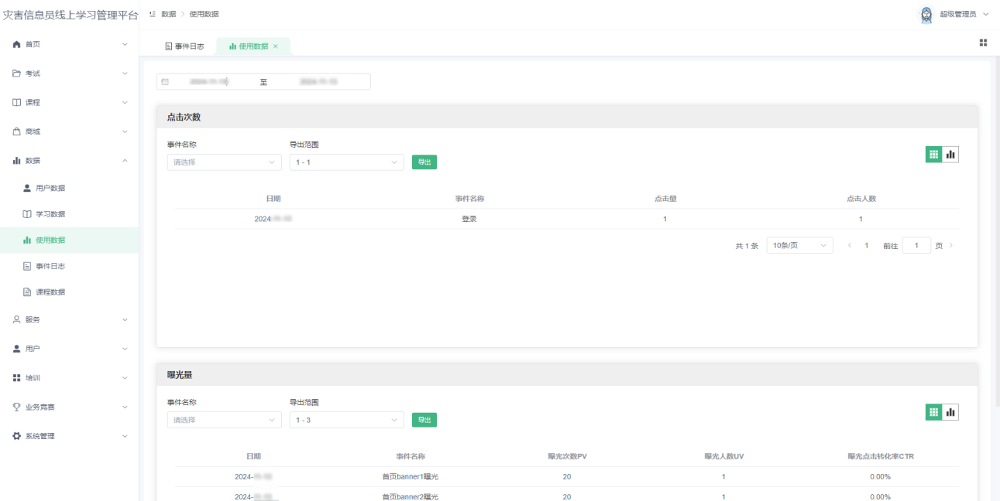 灾害信息员线上学习管理平台
数据 > 使用数据
超级管理员
首页
考试
课程
商城
数据
用户数据
学习数据
使用数据
事件日志
课程数据
服务
用户
培训
业务竞赛
系统管理
事件日志 使用数据 ×
至
点击次数
事件名称 导出范围
请选择 1 - 1 导出
日期 事件名称 点击量 点击人数
2024 登录 1 1
共 1 条 10条/页 < 1 前往 1 页 >
曝光量
事件名称 导出范围
请选择 1 - 3 导出
日期 事件名称 曝光次数PV 曝光人数UV 曝光点击转化率CTR
2024- 首页banner1曝光 20 1 0.00%
2024- 首页banner2曝光 20 1 0.00%